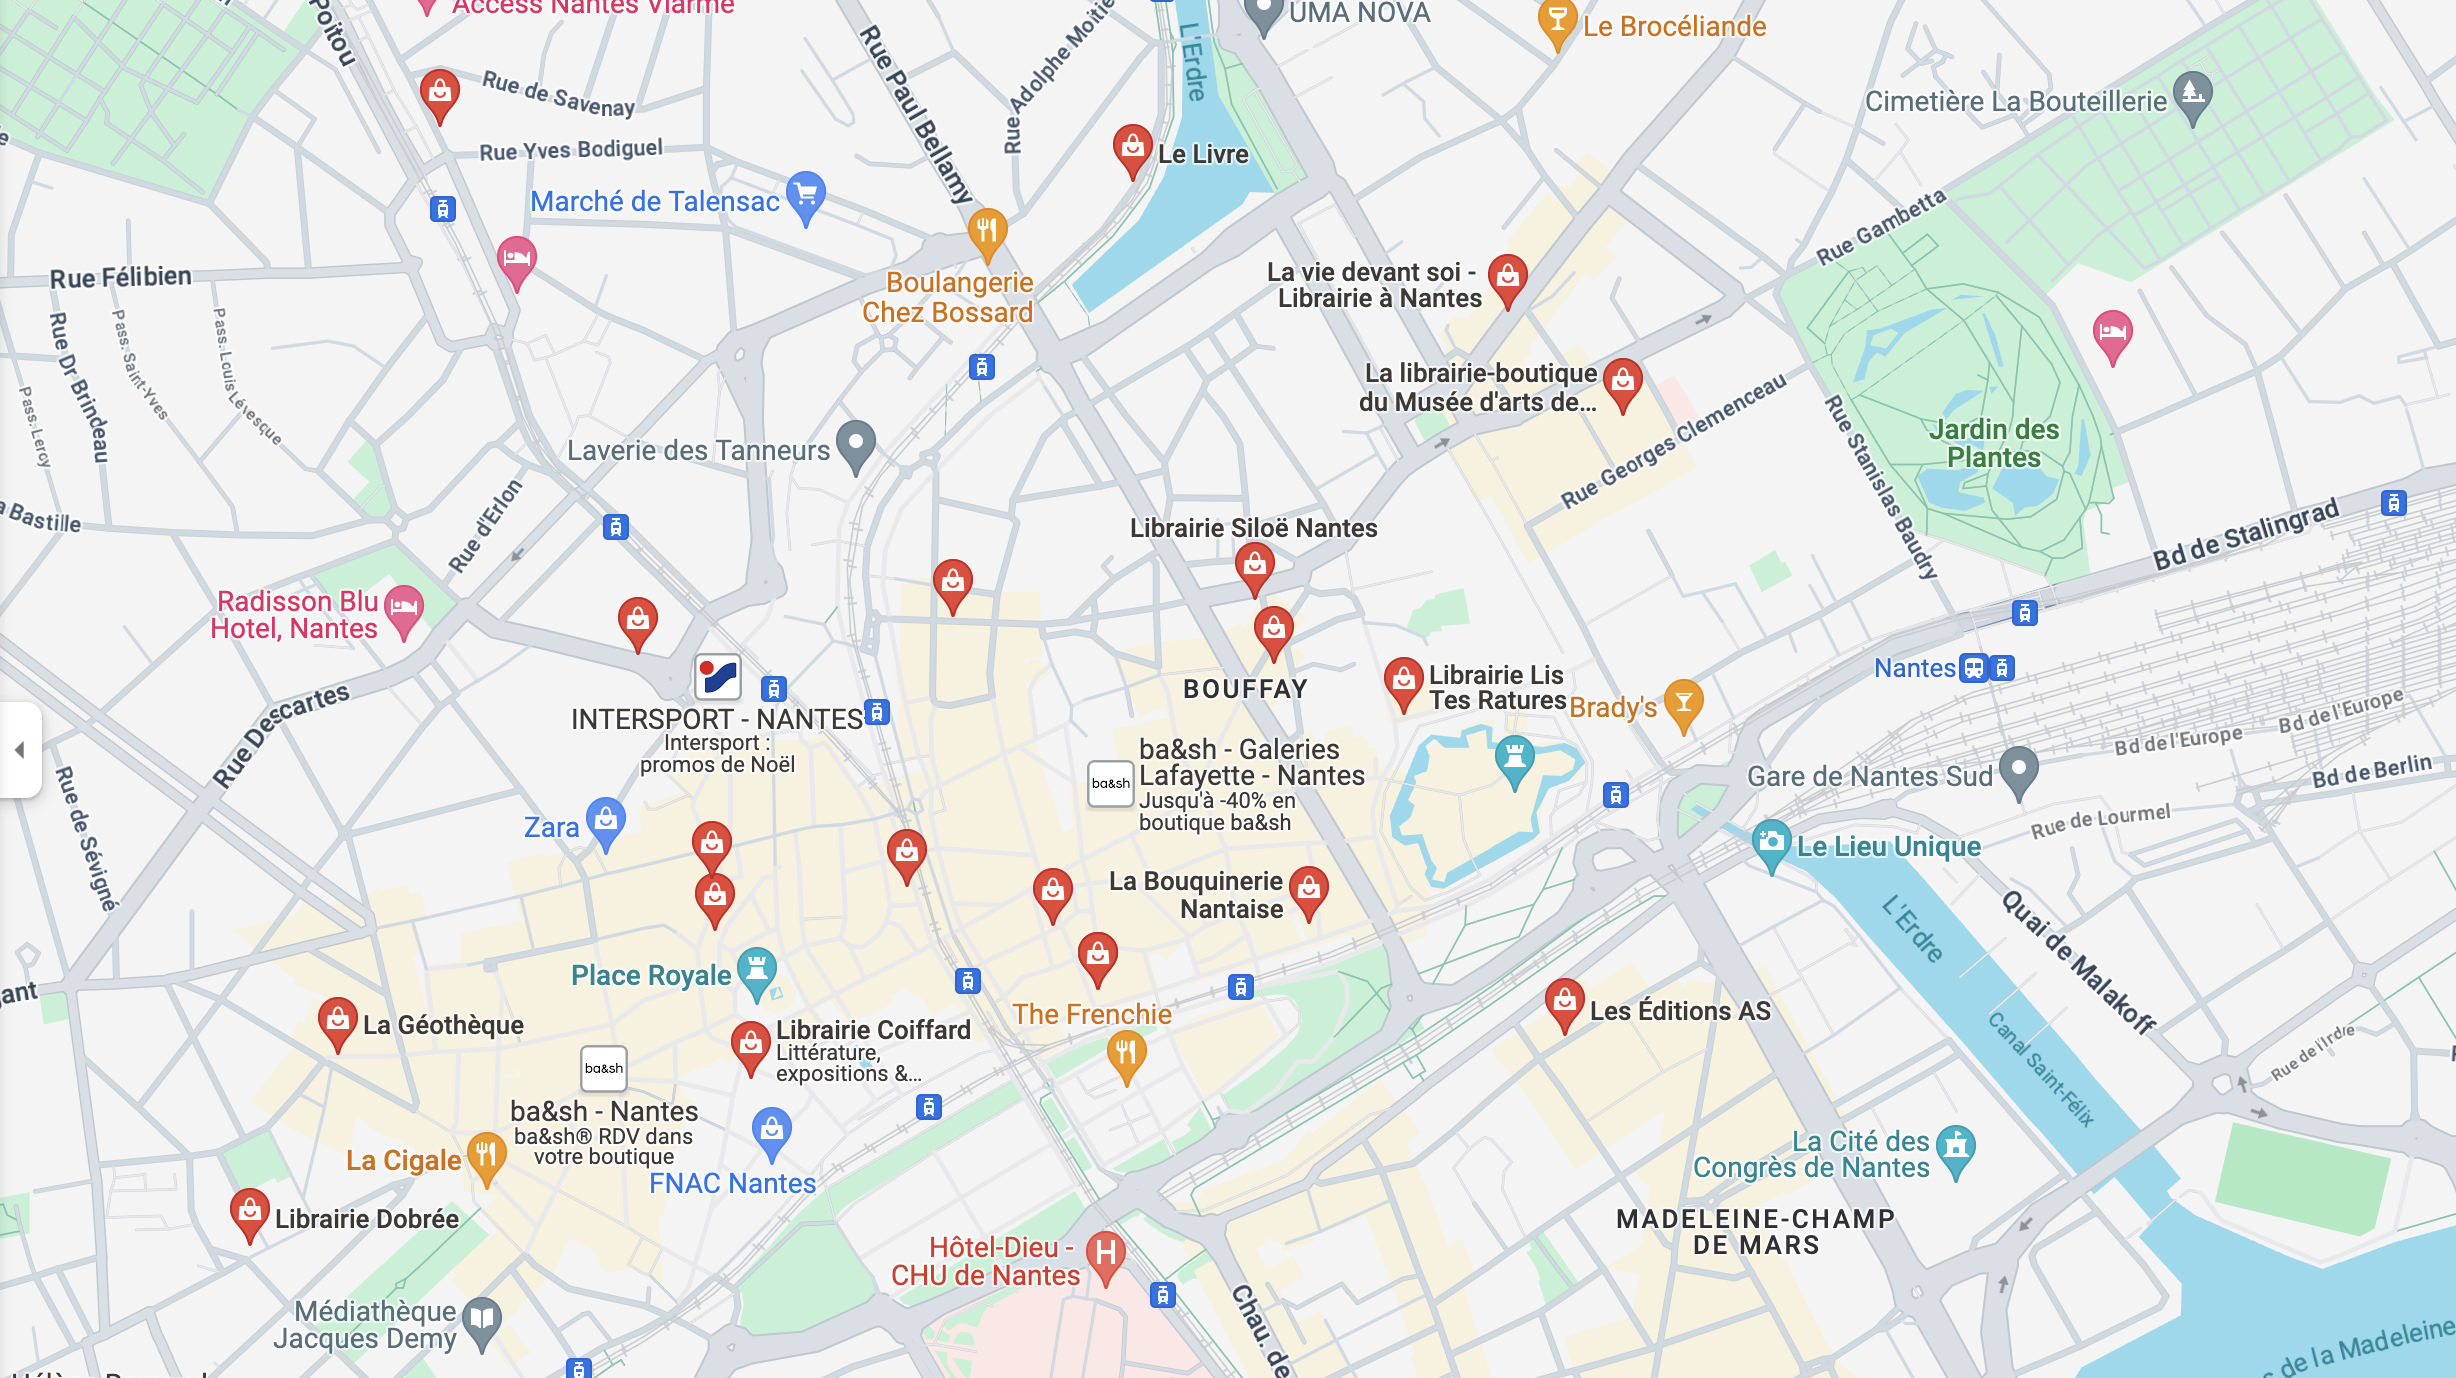 Access Nantes Viarme
Poitou
Rue de Savenay
Rue Yves Bodiguel
Rue Paul Bellamy
Rue Adolphe Moitié
L'Erdre
UMA NOVA
Le Brocéliande
Cimetière La Bouteillerie
Le Livre
Marché de Talensac
Rue Gambetta
Boulangerie
Chez Bossard
La vie devant soi -
Librairie à Nantes
Rue Félibien
Rue Dr Brindeau
Pass. Saint-Yves
Pass. Louis Lévesque
Pass. Leroy
La librairie-boutique
du Musée d'arts de...
Rue Georges Clemenceau
Rue Stanislas Baudry
Jardin des
Plantes
Laverie des Tanneurs
a Bastille
Rue d'Erlon
Librairie Siloë Nantes
Bd de Stalingrad
Radisson Blu
Hotel, Nantes
Rue Descartes
INTERSPORT - NANTES
Intersport :
promos de Noël
BOUFFAY
Librairie Lis
Tes Ratures
Brady's
Nantes
Bd de l'Europe
Bd de l'Europe
Bd de Berlin
Gare de Nantes Sud
Rue de Lourmel
ba&sh
ba&sh - Galeries
Lafayette - Nantes
Jusqu'à -40% en
boutique ba&sh
Rue de Sévigné
Zara
Le Lieu Unique
La Bouquinerie
Nantaise
L'Erdre
Quai de Malakoff
Place Royale
gant
La Géothèque
Librairie Coiffard
Littérature,
expositions &...
The Frenchie
Les Éditions AS
Canal Saint-Félix
Rue de l'Indre
ba&sh
ba&sh - Nantes
ba&sh® RDV dans
votre boutique
La Cigale
FNAC Nantes
La Cité des
Congrès de Nantes
Librairie Dobrée
MADELEINE-CHAMP
DE MARS
Hôtel-Dieu -
CHU de Nantes
H
Chau. de
Médiathèque
Jacques Demy
s de la Madeleine